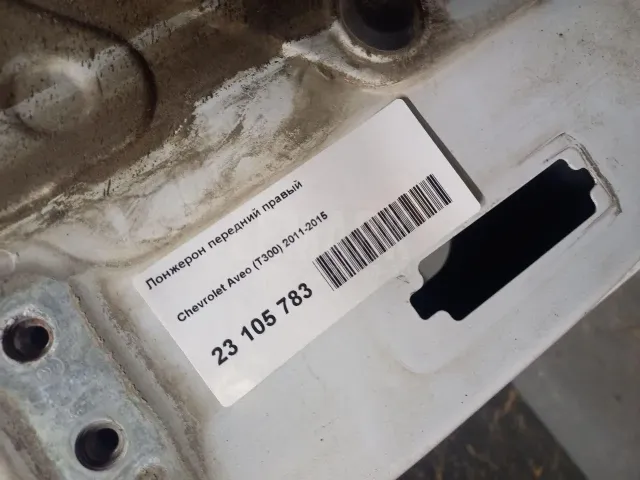 Лонжерон передний правый
Chevrolet Aveo (T300) 2011-2015
23 105 783